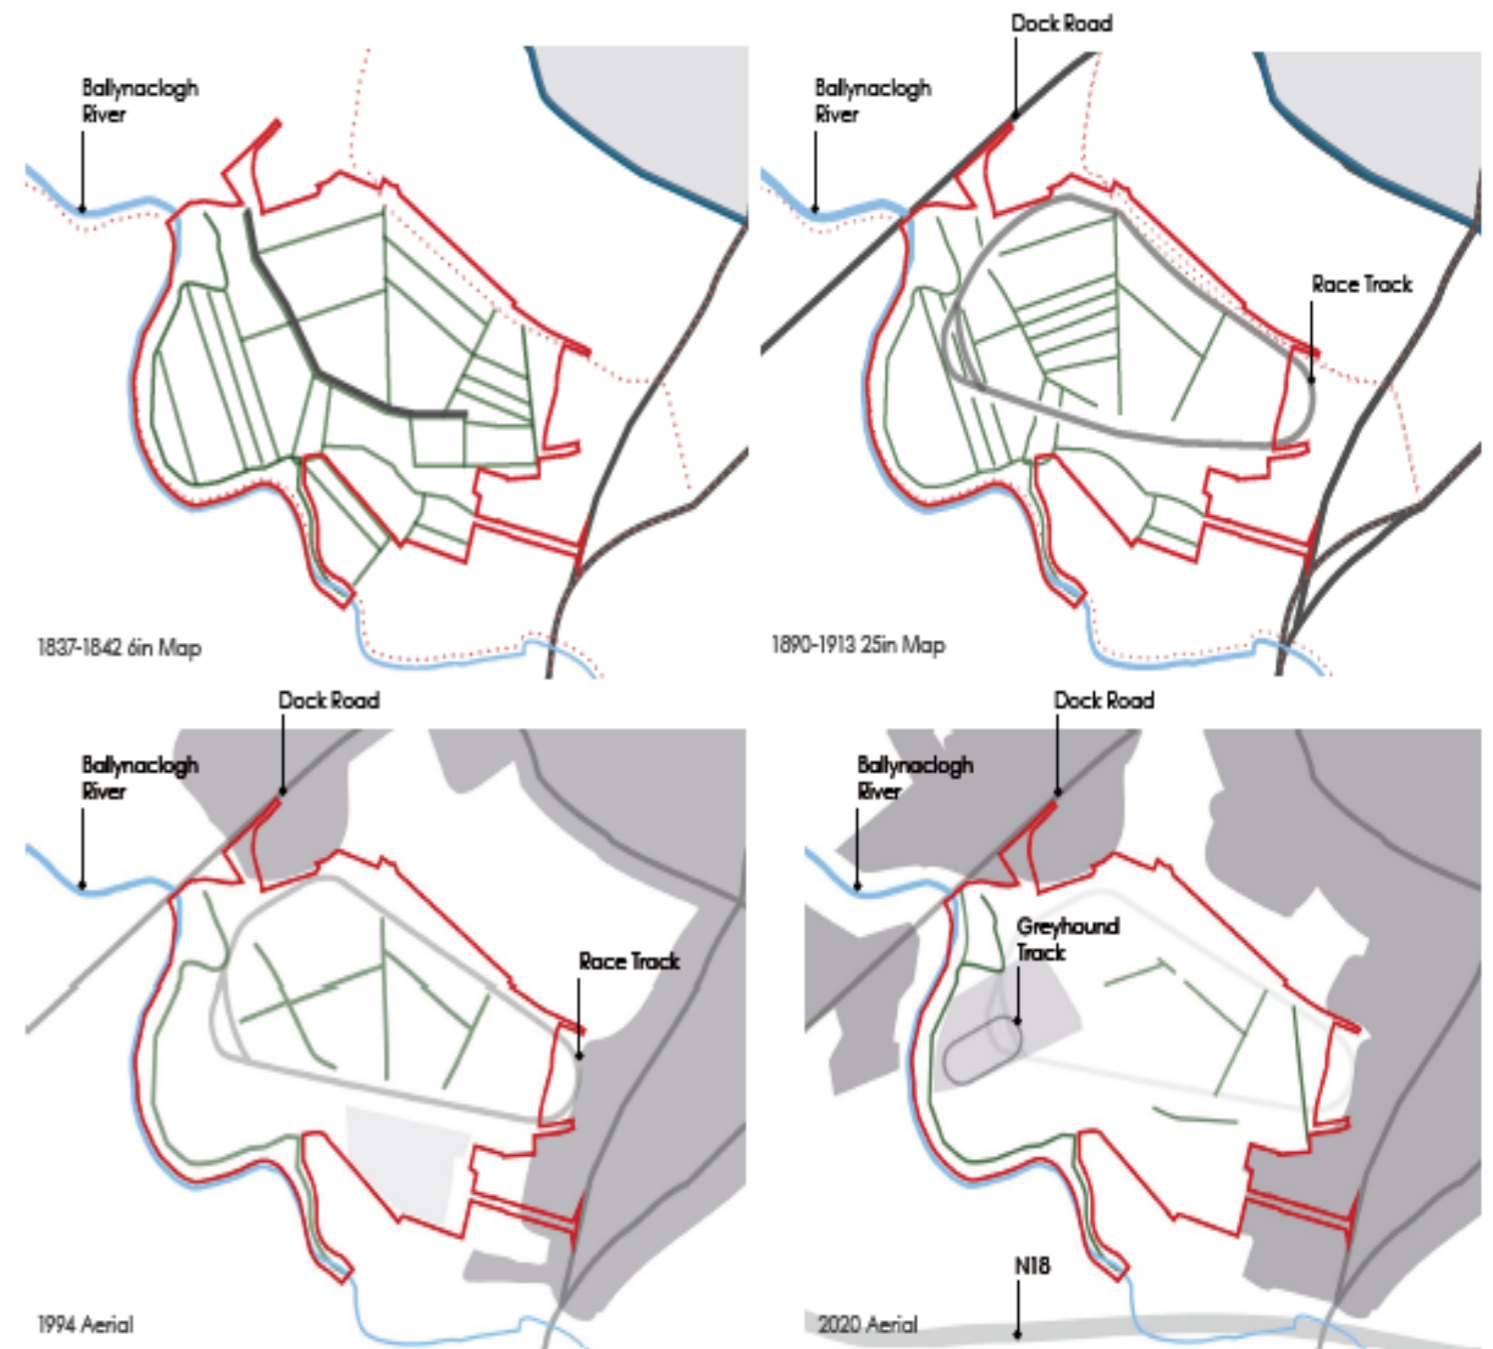 Dock Road
Ballynaclogh
River
Ballynaclogh
River
Race Track
1837-1842 6in Map
1890-1913 25in Map
Dock Road
Dock Road
Ballynaclogh
River
Ballynaclogh
River
Greyhound
Track
Race Track
N18
1994 Aerial
2020 Aerial